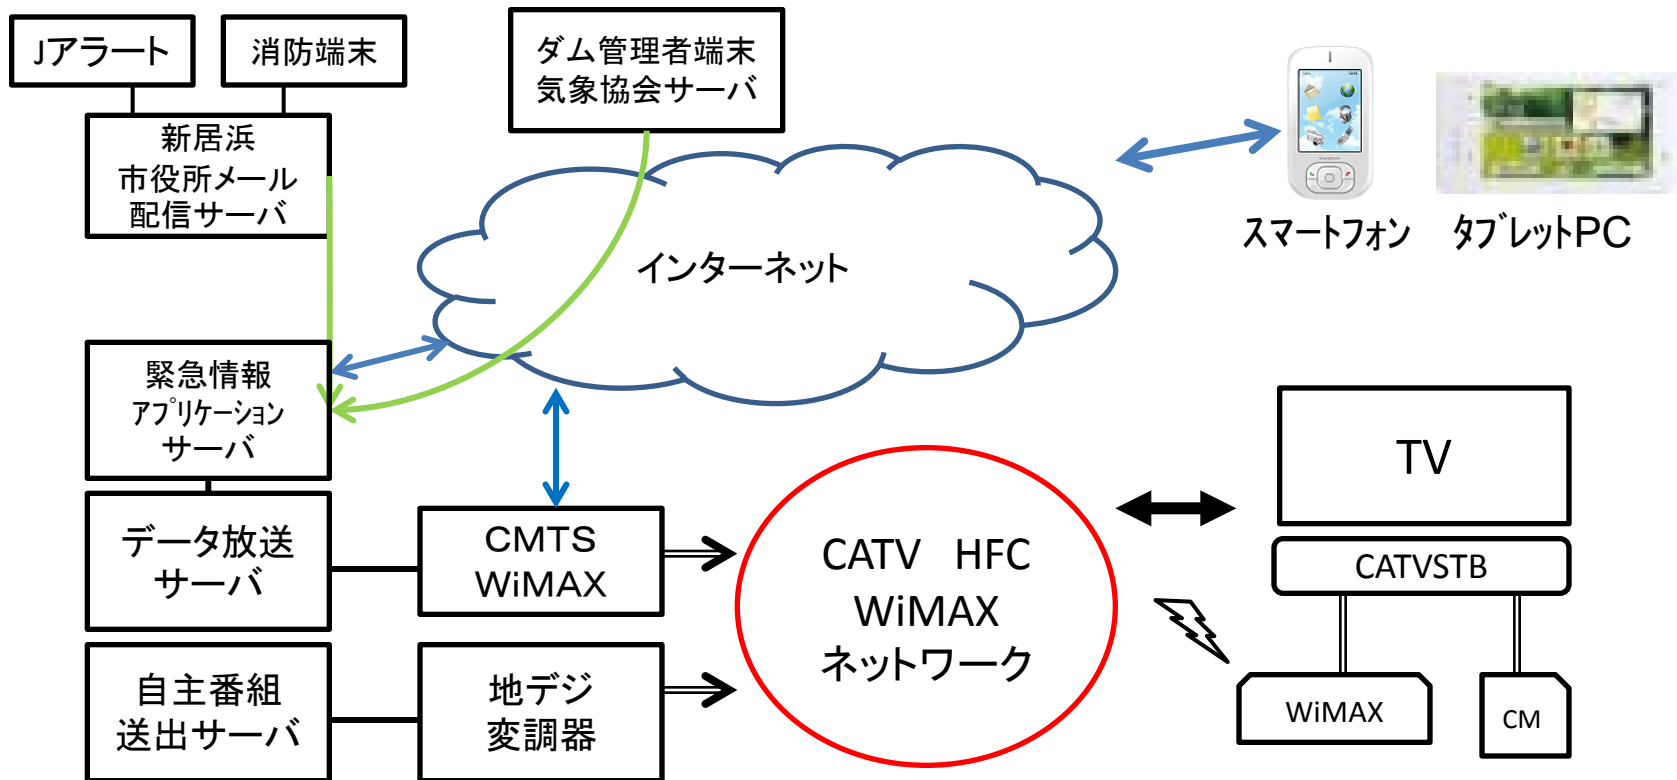 Jアラート
消防端末
ダム管理者端末
気象協会サーバ
新居浜
市役所メール
配信サーバ
インターネット
スマートフォン
ﾀﾌﾞﾚｯﾄPC
緊急情報
ｱﾌﾟﾘｹｰｼｮﾝ
サーバ
データ放送
サーバ
CMTS
WiMAX
CATV HFC
WiMAX
ネットワーク
TV
CATVSTB
WiMAX
CM
自主番組
送出サーバ
地デジ
変調器